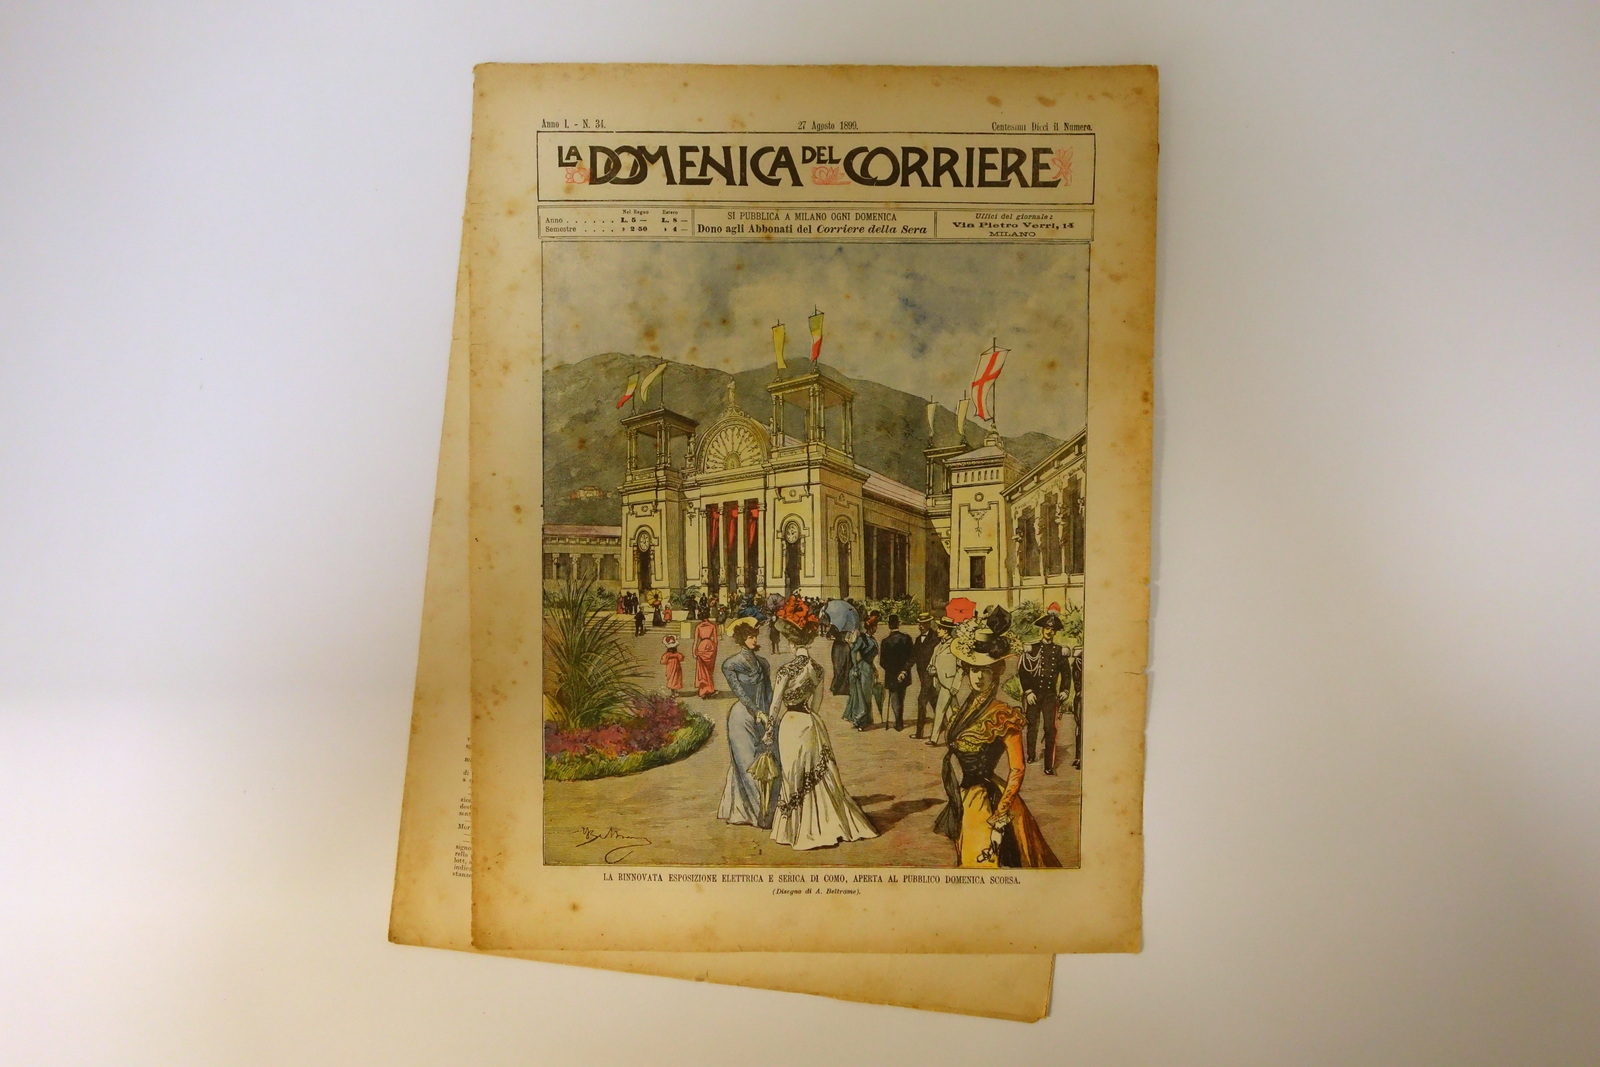 Anno I. - N. 34.
27 Agosto 1899.
Centesimi Dieci il Numero.
LA DOMENICA DEL CORRIERE
Nel Regno Estero
Anno . . . . . . L. 5 — L. 8 —
Semestre . . . . » 2 50 » 4 —
SI PUBBLICA A MILANO OGNI DOMENICA
Dono agli Abbonati del Corriere della Sera
Uffici del giornale:
Via Pietro Verri, 14
MILANO
A Beltrame
LA RINNOVATA ESPOSIZIONE ELETTRICA E SERICA DI COMO, APERTA AL PUBBLICO DOMENICA SCORSA.
(Disegno di A. Beltrame).